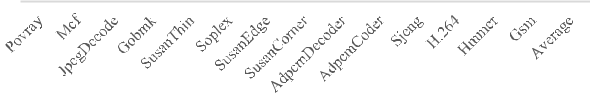 Povray
Mcf
JpegDecode
Gobmk
SusanThin
Soplex
SusanEdge
SusanCorner
AdpcmDecoder
AdpcmCoder
Sjeng
H.264
Hmmer
Gsm
Average